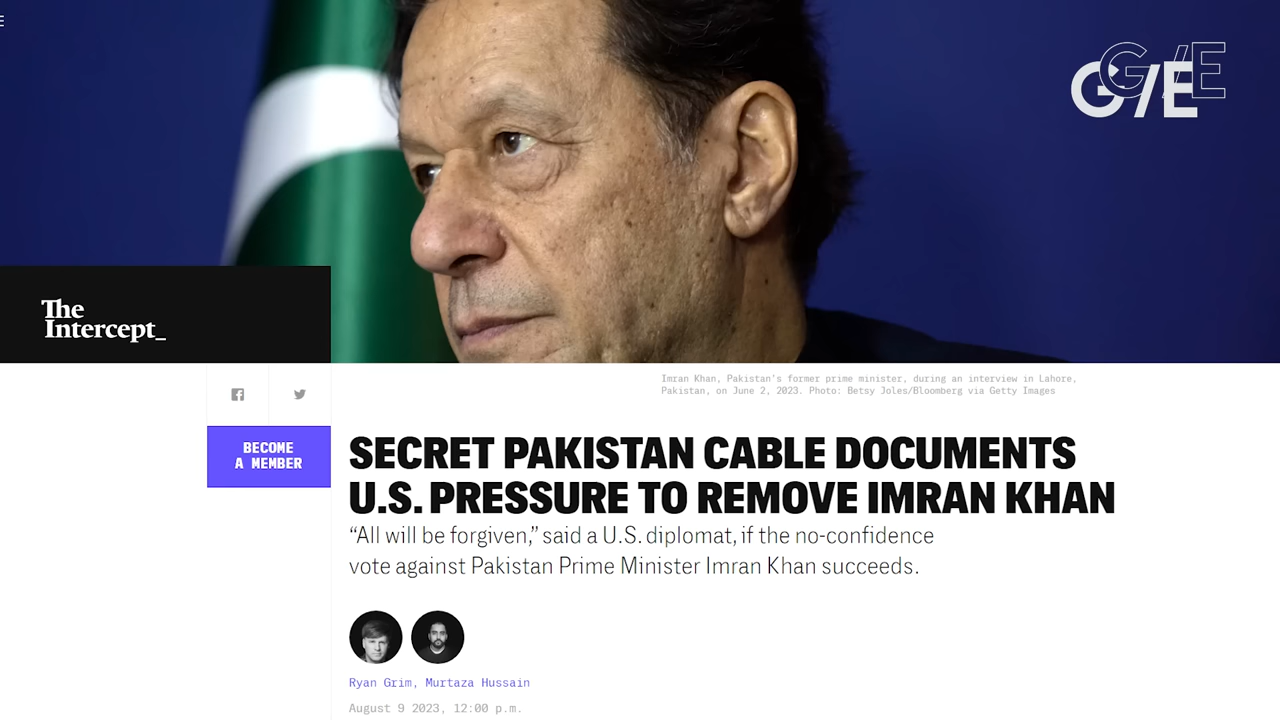 G/E
The
Intercept_
Imran Khan, Pakistan's former prime minister, during an interview in Lahore,
Pakistan, on June 2, 2023. Photo: Betsy Joles/Bloomberg via Getty Images
BECOME
A MEMBER
SECRET PAKISTAN CABLE DOCUMENTS
U.S. PRESSURE TO REMOVE IMRAN KHAN
“All will be forgiven,” said a U.S. diplomat, if the no-confidence
vote against Pakistan Prime Minister Imran Khan succeeds.
Ryan Grim, Murtaza Hussain
August 9 2023, 12:00 p.m.